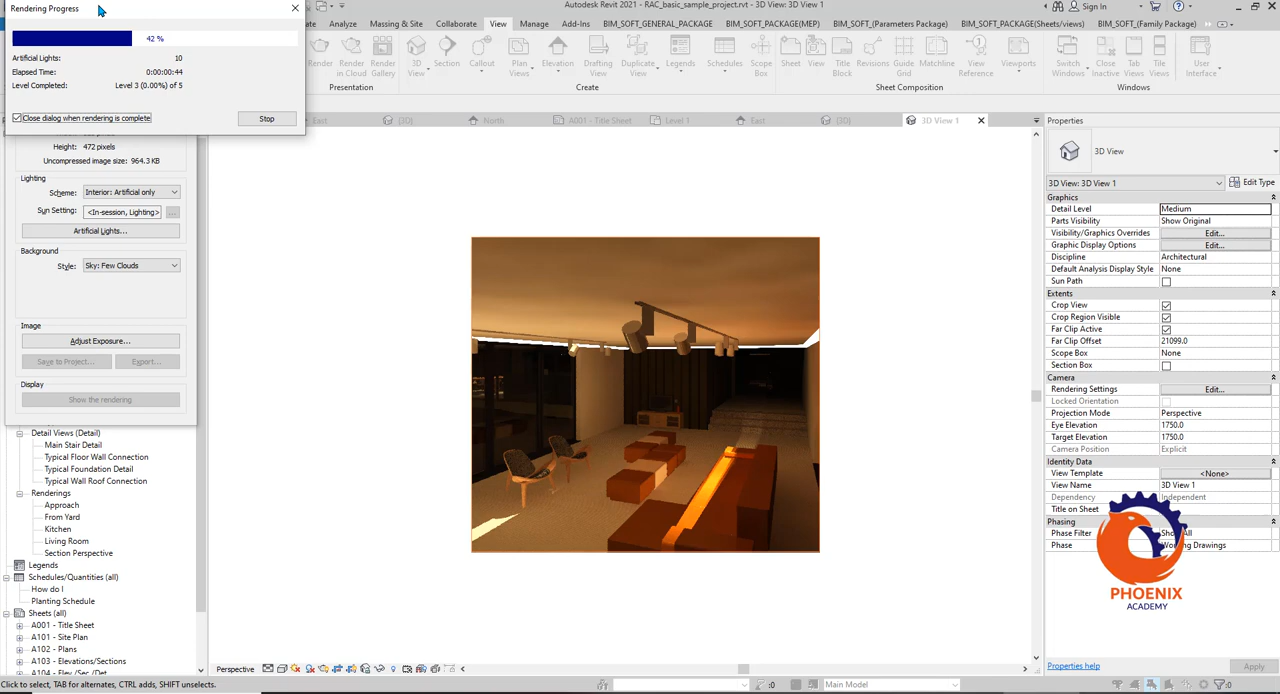 Rendering Progress
42 %
Artificial Lights: 10
Elapsed Time: 0:00:00:44
Level Completed: Level 3 (0.00%) of 5
Close dialog when rendering is complete.
Stop
Autodesk Revit 2021 - RAC_basic_sample_project.rvt - 3D View: 3D View 1
Sign In
Analyze Massing & Site Collaborate View Manage Add-Ins BIM_SOFT_GENERAL_PACKAGE BIM_SOFT_PACKAGE(MEP) BIM_SOFT_(Parameters Package) BIM_SOFT_PACKAGE(Sheets/views) BIM_SOFT_(Family Package)
Render
Render in Cloud
Render Gallery
3D View
Section
Callout
Plan Views
Elevation
Drafting View
Duplicate View
Legends
Schedules
Scope Box
Sheet
View
Title Block
Revisions
Guide Grid
Matchline
View Reference
Viewports
Switch Windows
Close Inactive
Tab Views
Tile Views
User Interface
Presentation
Create
Sheet Composition
Windows
East
{3D}
North
A001 - Title Sheet
Level 1
East
{3D}
3D View 1
Height: 472 pixels
Uncompressed image size: 964.3 KB
Lighting
Scheme: Interior: Artificial only
Sun Setting: <In-session, Lighting> ...
Artificial Lights...
Background
Style: Sky: Few Clouds
Image
Adjust Exposure...
Save to Project... Export...
Display
Show the rendering
Detail Views (Detail)
Main Stair Detail
Typical Floor Wall Connection
Typical Foundation Detail
Typical Wall Roof Connection
Renderings
Approach
From Yard
Kitchen
Living Room
Section Perspective
Legends
Schedules/Quantities (all)
How do I
Planting Schedule
Sheets (all)
A001 - Title Sheet
A101 - Site Plan
A102 - Plans
A103 - Elevations/Sections
A104 - Elev./Sec./Det.
Properties
3D View
3D View: 3D View 1
Edit Type
Graphics
Detail Level Medium
Parts Visibility Show Original
Visibility/Graphics Overrides Edit...
Graphic Display Options Edit...
Discipline Architectural
Default Analysis Display Style None
Sun Path
Extents
Crop View
Crop Region Visible
Far Clip Active
Far Clip Offset 21099.0
Scope Box None
Section Box
Camera
Rendering Settings Edit...
Locked Orientation
Projection Mode Perspective
Eye Elevation 1750.0
Target Elevation 1750.0
Camera Position Explicit
Identity Data
View Template <None>
View Name 3D View 1
Dependency Independent
Title on Sheet
Phasing
Phase Filter Show All
Phase Working Drawings
PHOENIX
ACADEMY
Properties help
Apply
Perspective
Click to select, TAB for alternates, CTRL adds, SHIFT unselects.
:0
Main Model
:0